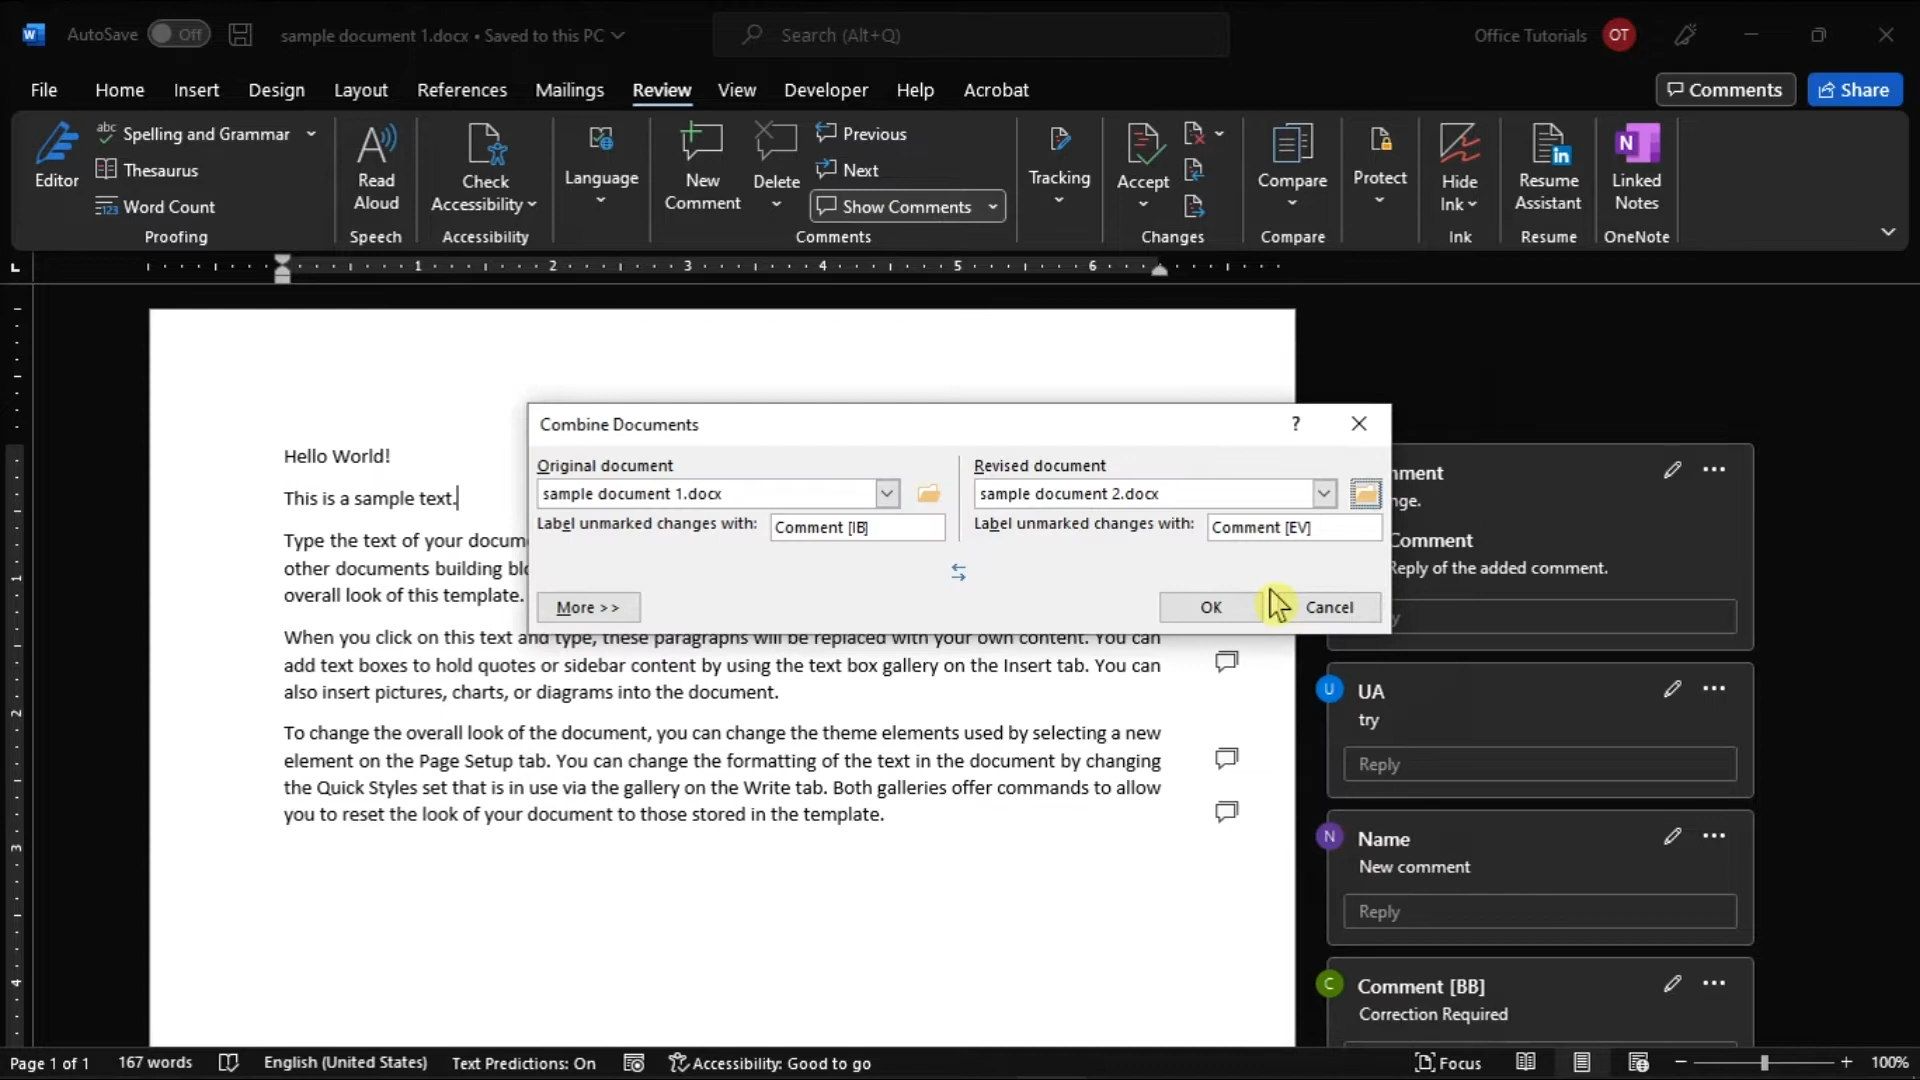 AutoSave Off sample document 1.docx • Saved to this PC Search (Alt+Q) Office Tutorials OT
File Home Insert Design Layout References Mailings Review View Developer Help Acrobat Comments Share
Editor
abc Spelling and Grammar
Thesaurus
123 Word Count
Proofing
Read
Aloud
Speech
Check
Accessibility
Accessibility
Language
New
Comment
Delete
Previous
Next
Show Comments
Comments
Tracking
Accept
Changes
Compare
Compare
Protect
Hide
Ink
Ink
Resume
Assistant
Resume
Linked
Notes
OneNote
1 2 3 4 5 6
Hello World!
This is a sample text.
Type the text of your docum
other documents building blo
overall look of this template.
When you click on this text and type, these paragraphs will be replaced with your own content. You can
add text boxes to hold quotes or sidebar content by using the text box gallery on the Insert tab. You can
also insert pictures, charts, or diagrams into the document.
To change the overall look of the document, you can change the theme elements used by selecting a new
element on the Page Setup tab. You can change the formatting of the text in the document by changing
the Quick Styles set that is in use via the gallery on the Write tab. Both galleries offer commands to allow
you to reset the look of your document to those stored in the template.
Combine Documents ?
Original document
sample document 1.docx
Label unmarked changes with: Comment [IB]
Revised document
sample document 2.docx
Label unmarked changes with: Comment [EV]
More >> OK Cancel
mment
nge.
Comment
Reply of the added comment.
y
U UA
try
Reply
N Name
New comment
Reply
C Comment [BB]
Correction Required
1
2
3
4
Page 1 of 1 167 words English (United States) Text Predictions: On Accessibility: Good to go Focus 100%